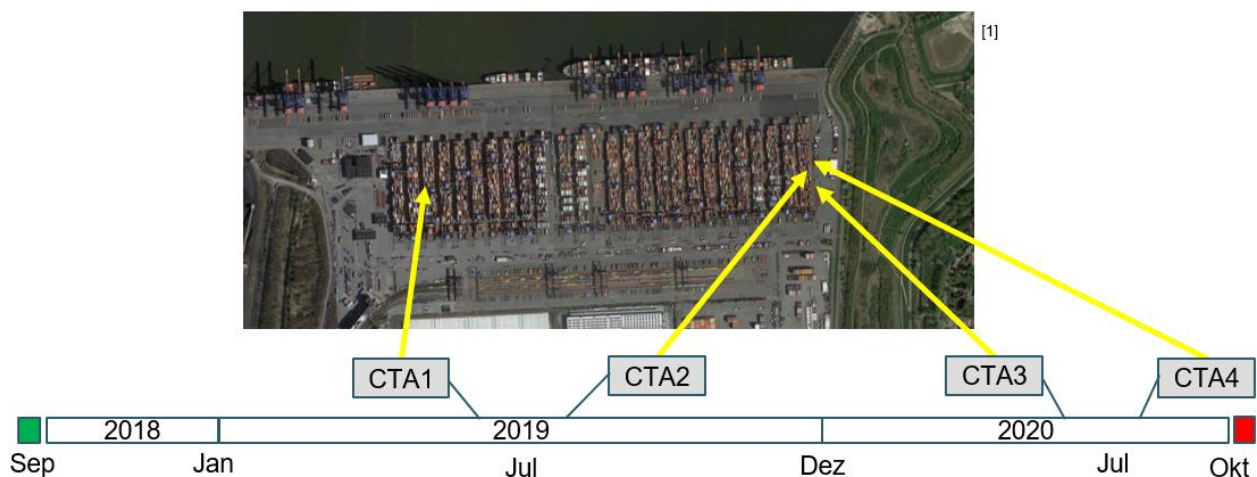 [1]
CTA1
CTA2
CTA3
CTA4
2018
2019
2020
Sep
Jan
Jul
Dez
Jul
Okt